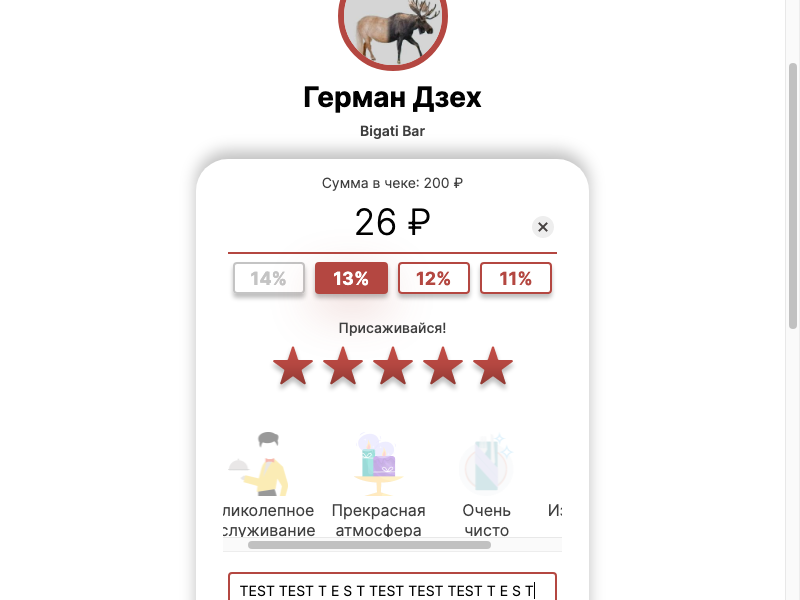 Герман Дзех
Bigati Bar
Сумма в чеке: 200 ₽
26 ₽
14% 13% 12% 11%
Присаживайся!
ликолепное Прекрасная Очень
служивание атмосфера чисто
TEST TEST T E S T TEST TEST TEST T E S T